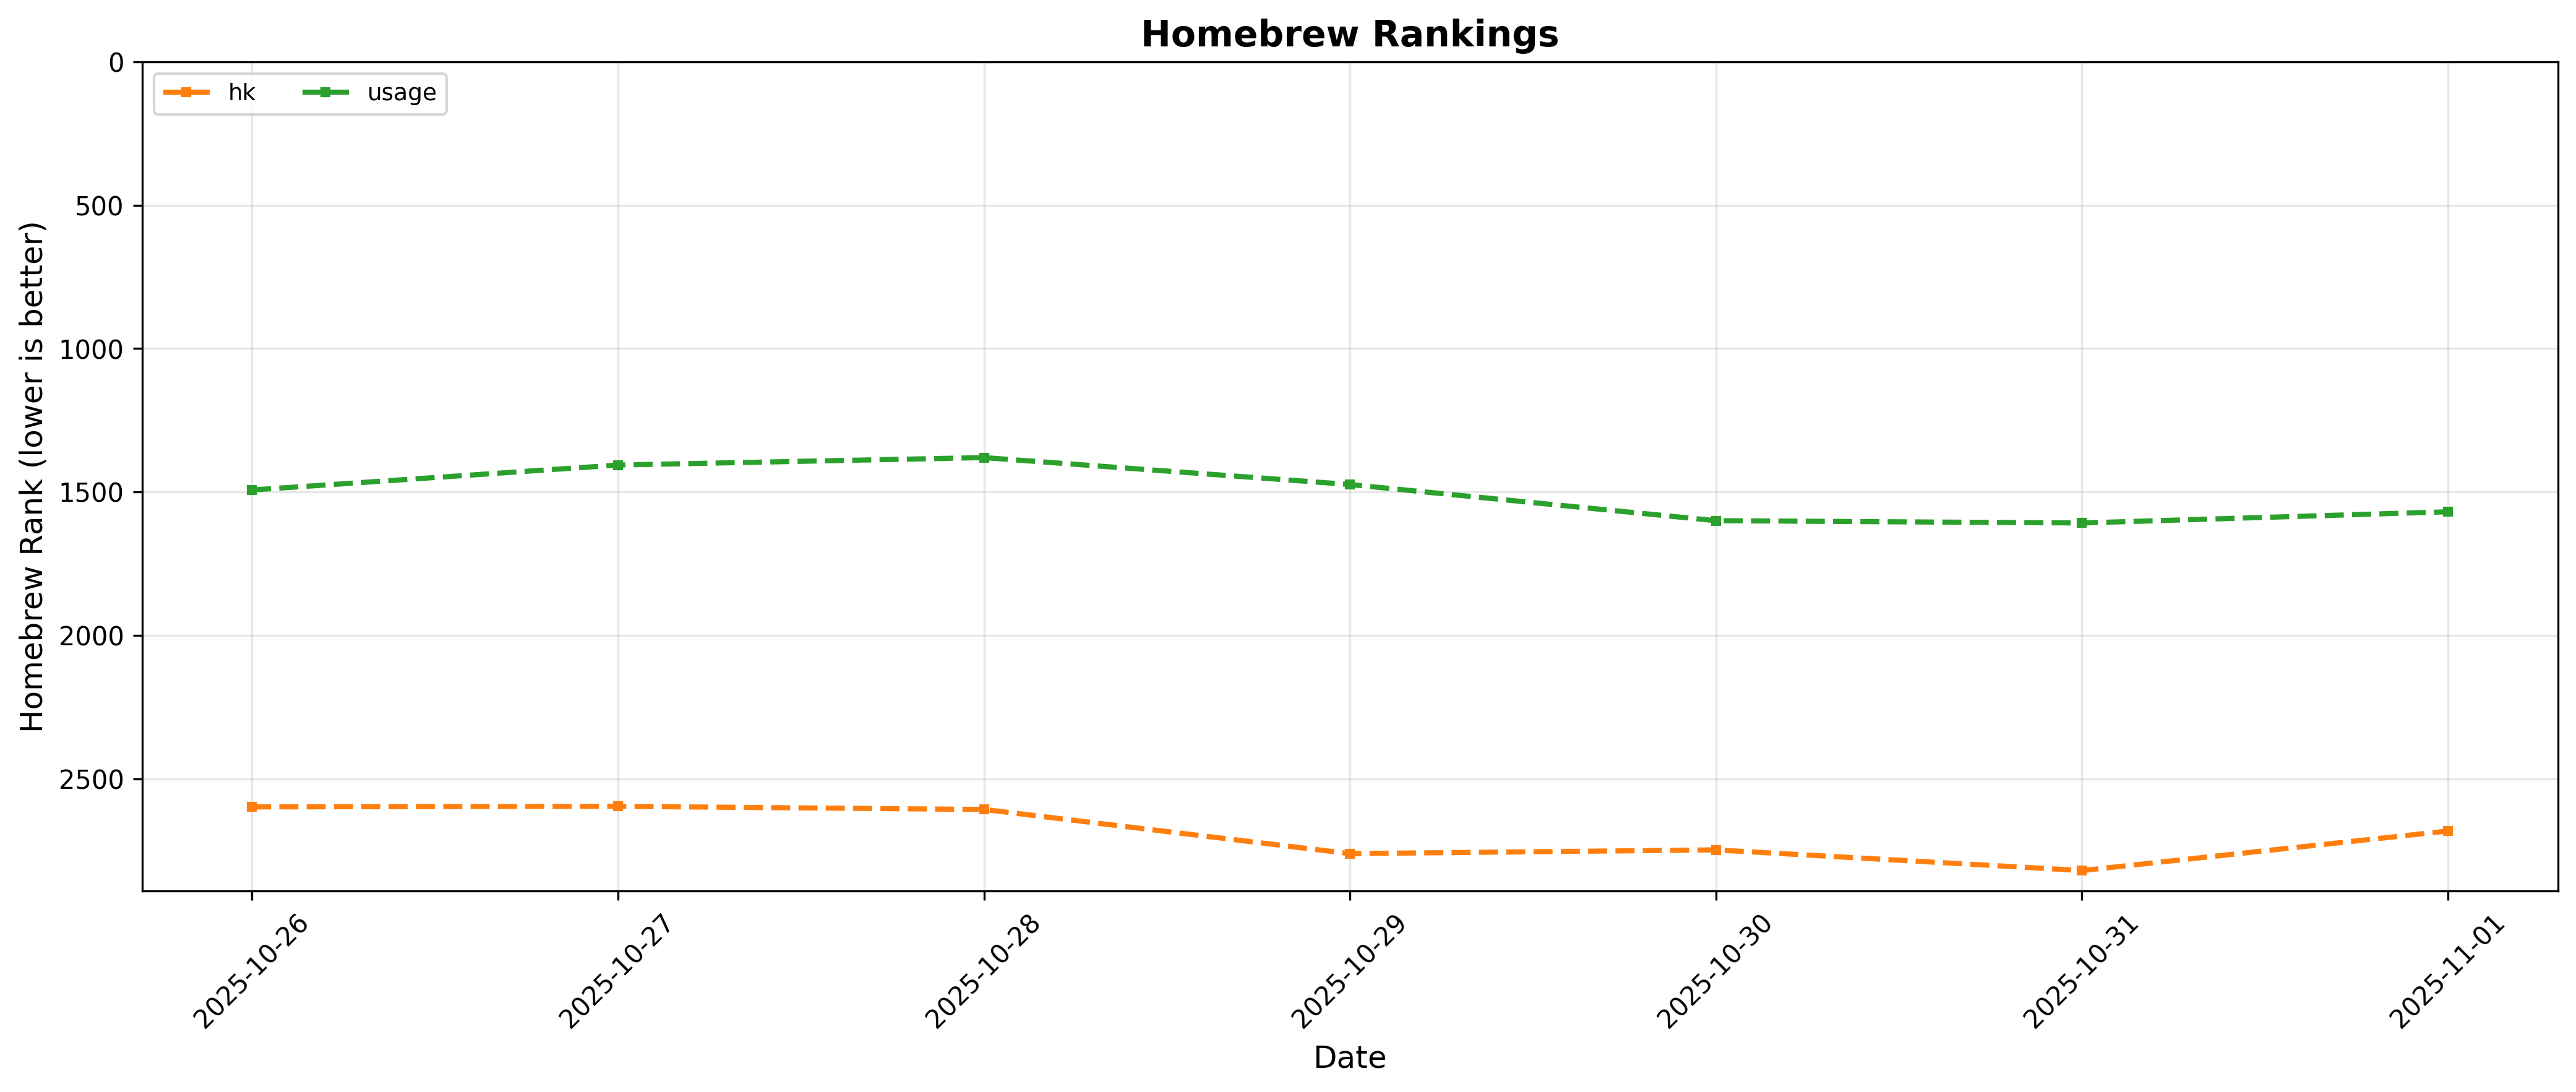 Homebrew Rankings
hk
usage
Homebrew Rank (lower is better)
0
500
1000
1500
2000
2500
2025-10-26
2025-10-27
2025-10-28
2025-10-29
2025-10-30
2025-10-31
2025-11-01
Date